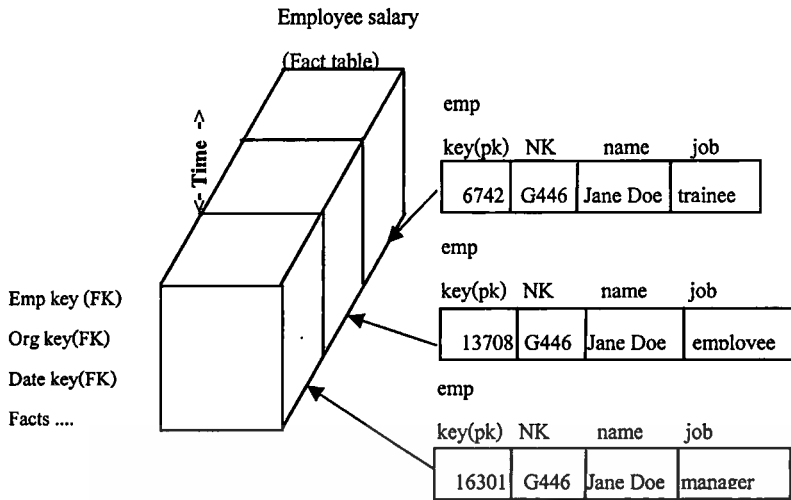 Employee salary
(Fact table)
<- Time ->
emp
key(pk) NK name job
6742 G446 Jane Doe trainee
emp
key(pk) NK name job
13708 G446 Jane Doe employee
emp
key(pk) NK name job
16301 G446 Jane Doe manager
Emp key (FK)
Org key(FK)
Date key(FK)
Facts ....